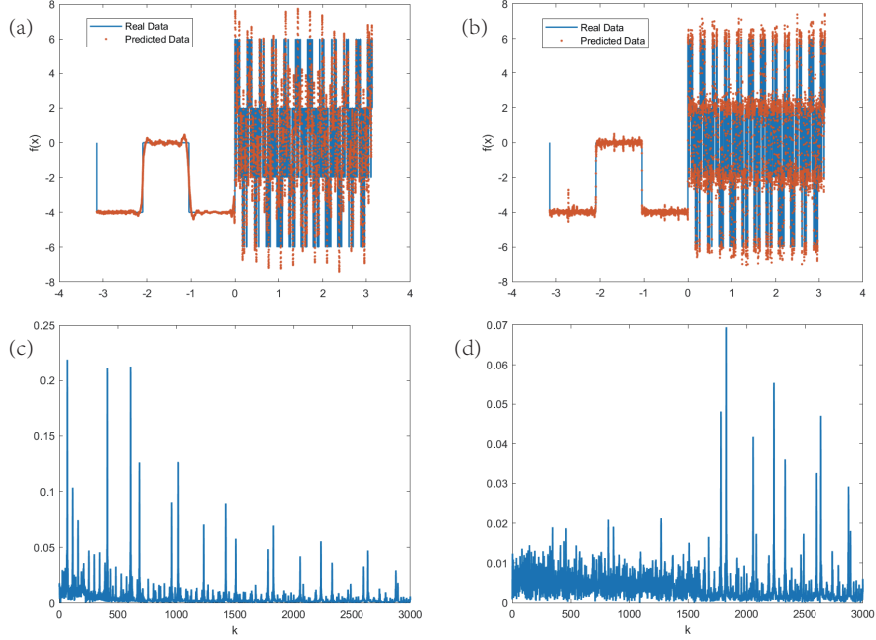 (a)
Real Data
Predicted Data
f(x)
8
6
4
2
0
-2
-4
-6
-8
-4 -3 -2 -1 0 1 2 3 4
(b)
Real Data
Predicted Data
f(x)
8
6
4
2
0
-2
-4
-6
-8
-4 -3 -2 -1 0 1 2 3 4
(c)
0.25
0.2
0.15
0.1
0.05
0
0 500 1000 1500 2000 2500 3000
k
(d)
0.07
0.06
0.05
0.04
0.03
0.02
0.01
0
0 500 1000 1500 2000 2500 3000
k